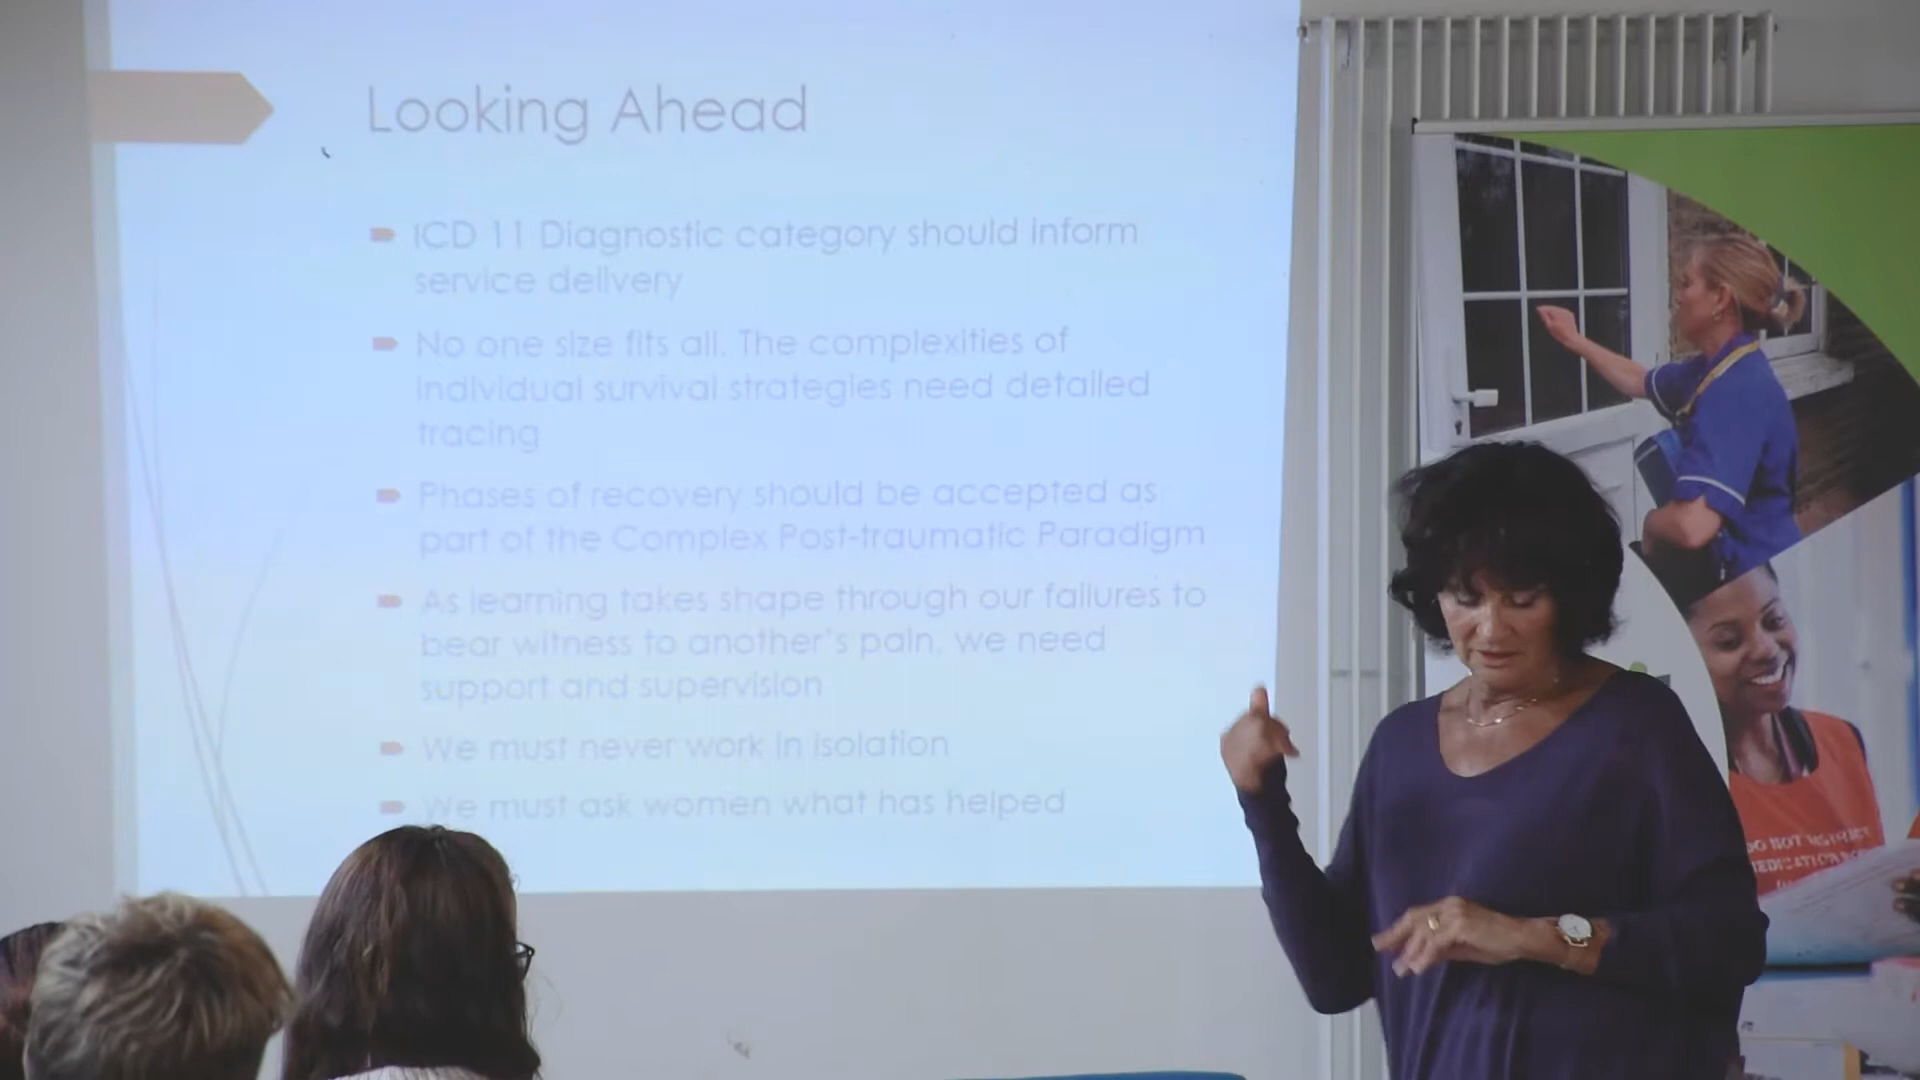 Looking Ahead
ICD 11 Diagnostic category should inform
service delivery
No one size fits all. The complexities of
individual survival strategies need detailed
tracing
Phases of recovery should be accepted as
part of the Complex Post-traumatic Paradigm
As learning takes shape through our failures to
bear witness to another's pain, we need
support and supervision
We must never work in isolation
We must ask women what has helped
DO NOT